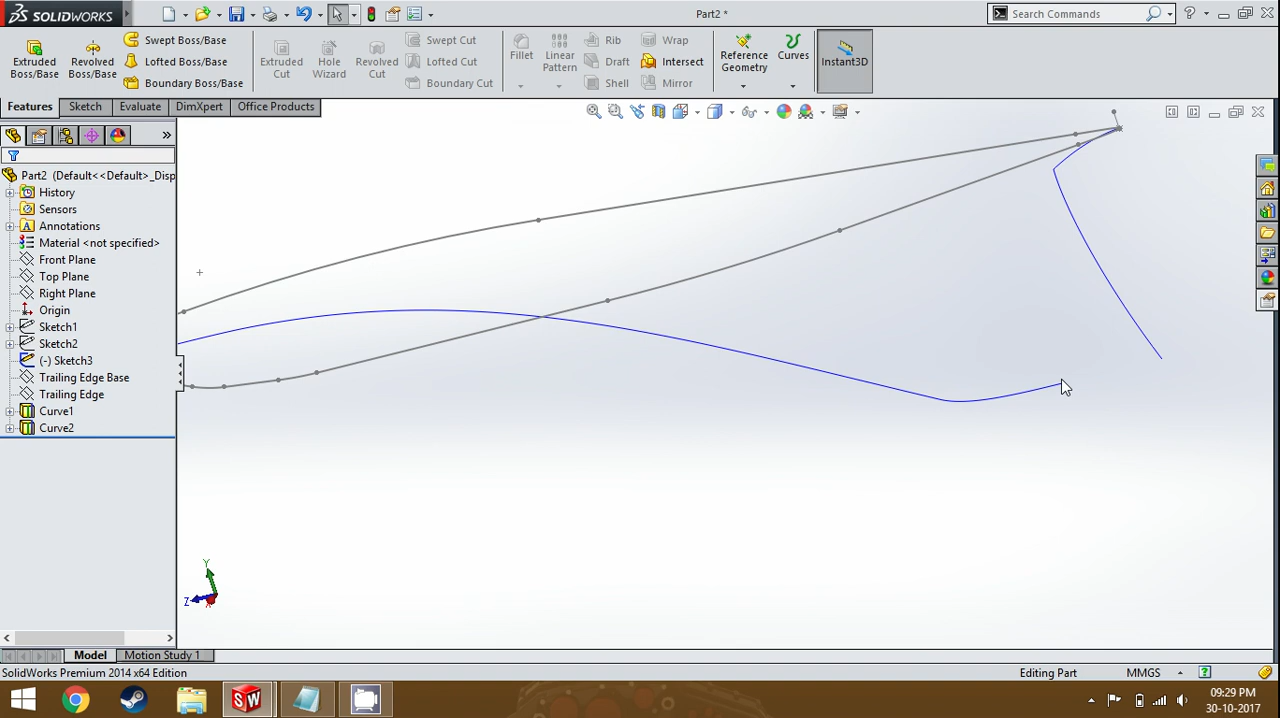 SOLIDWORKS
Part2 *
Search Commands
Extruded Boss/Base
Revolved Boss/Base
Swept Boss/Base
Lofted Boss/Base
Boundary Boss/Base
Extruded Cut
Hole Wizard
Revolved Cut
Swept Cut
Lofted Cut
Boundary Cut
Fillet
Linear Pattern
Rib
Draft
Shell
Wrap
Intersect
Mirror
Reference Geometry
Curves
Instant3D
Features Sketch Evaluate DimXpert Office Products
Part2 (Default<<Default>_Disp
History
Sensors
Annotations
Material <not specified>
Front Plane
Top Plane
Right Plane
Origin
Sketch1
Sketch2
(-) Sketch3
Trailing Edge Base
Trailing Edge
Curve1
Curve2
Y
Z
X
Model Motion Study 1
SolidWorks Premium 2014 x64 Edition
Editing Part
MMGS
SW
09:29 PM
30-10-2017